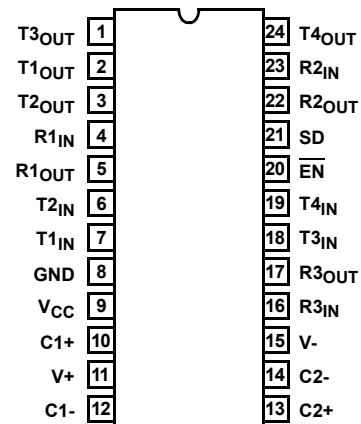 T3OUT 1 24 T4OUT
T1OUT 2 23 R2IN
T2OUT 3 22 R2OUT
R1IN 4 21 SD
R1OUT 5 20 E̅N̅
T2IN 6 19 T4IN
T1IN 7 18 T3IN
GND 8 17 R3OUT
VCC 9 16 R3IN
C1+ 10 15 V-
V+ 11 14 C2-
C1- 12 13 C2+